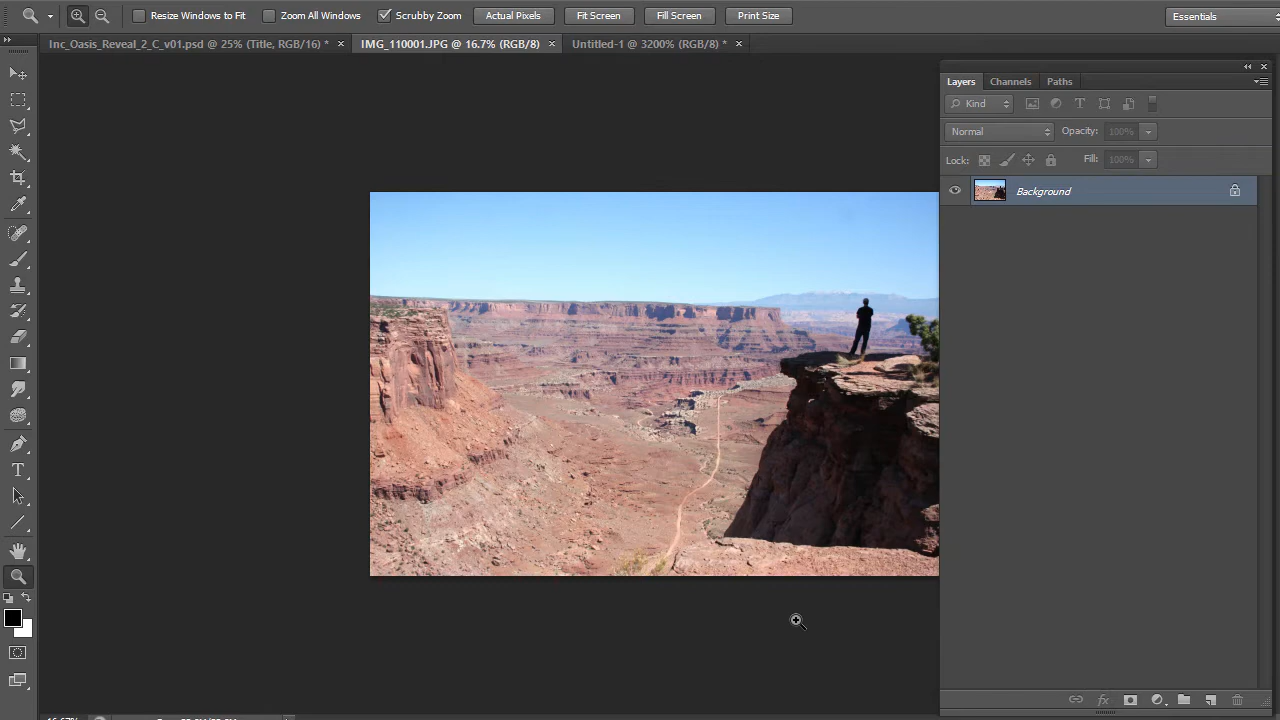 Resize Windows to Fit Zoom All Windows Scrubby Zoom Actual Pixels Fit Screen Fill Screen Print Size Essentials
Inc_Oasis_Reveal_2_C_v01.psd @ 25% (Title, RGB/16) * × IMG_110001.JPG @ 16.7% (RGB/8) × Untitled-1 @ 3200% (RGB/8) * ×
Layers Channels Paths
Kind
Normal Opacity: 100%
Lock: Fill: 100%
Background